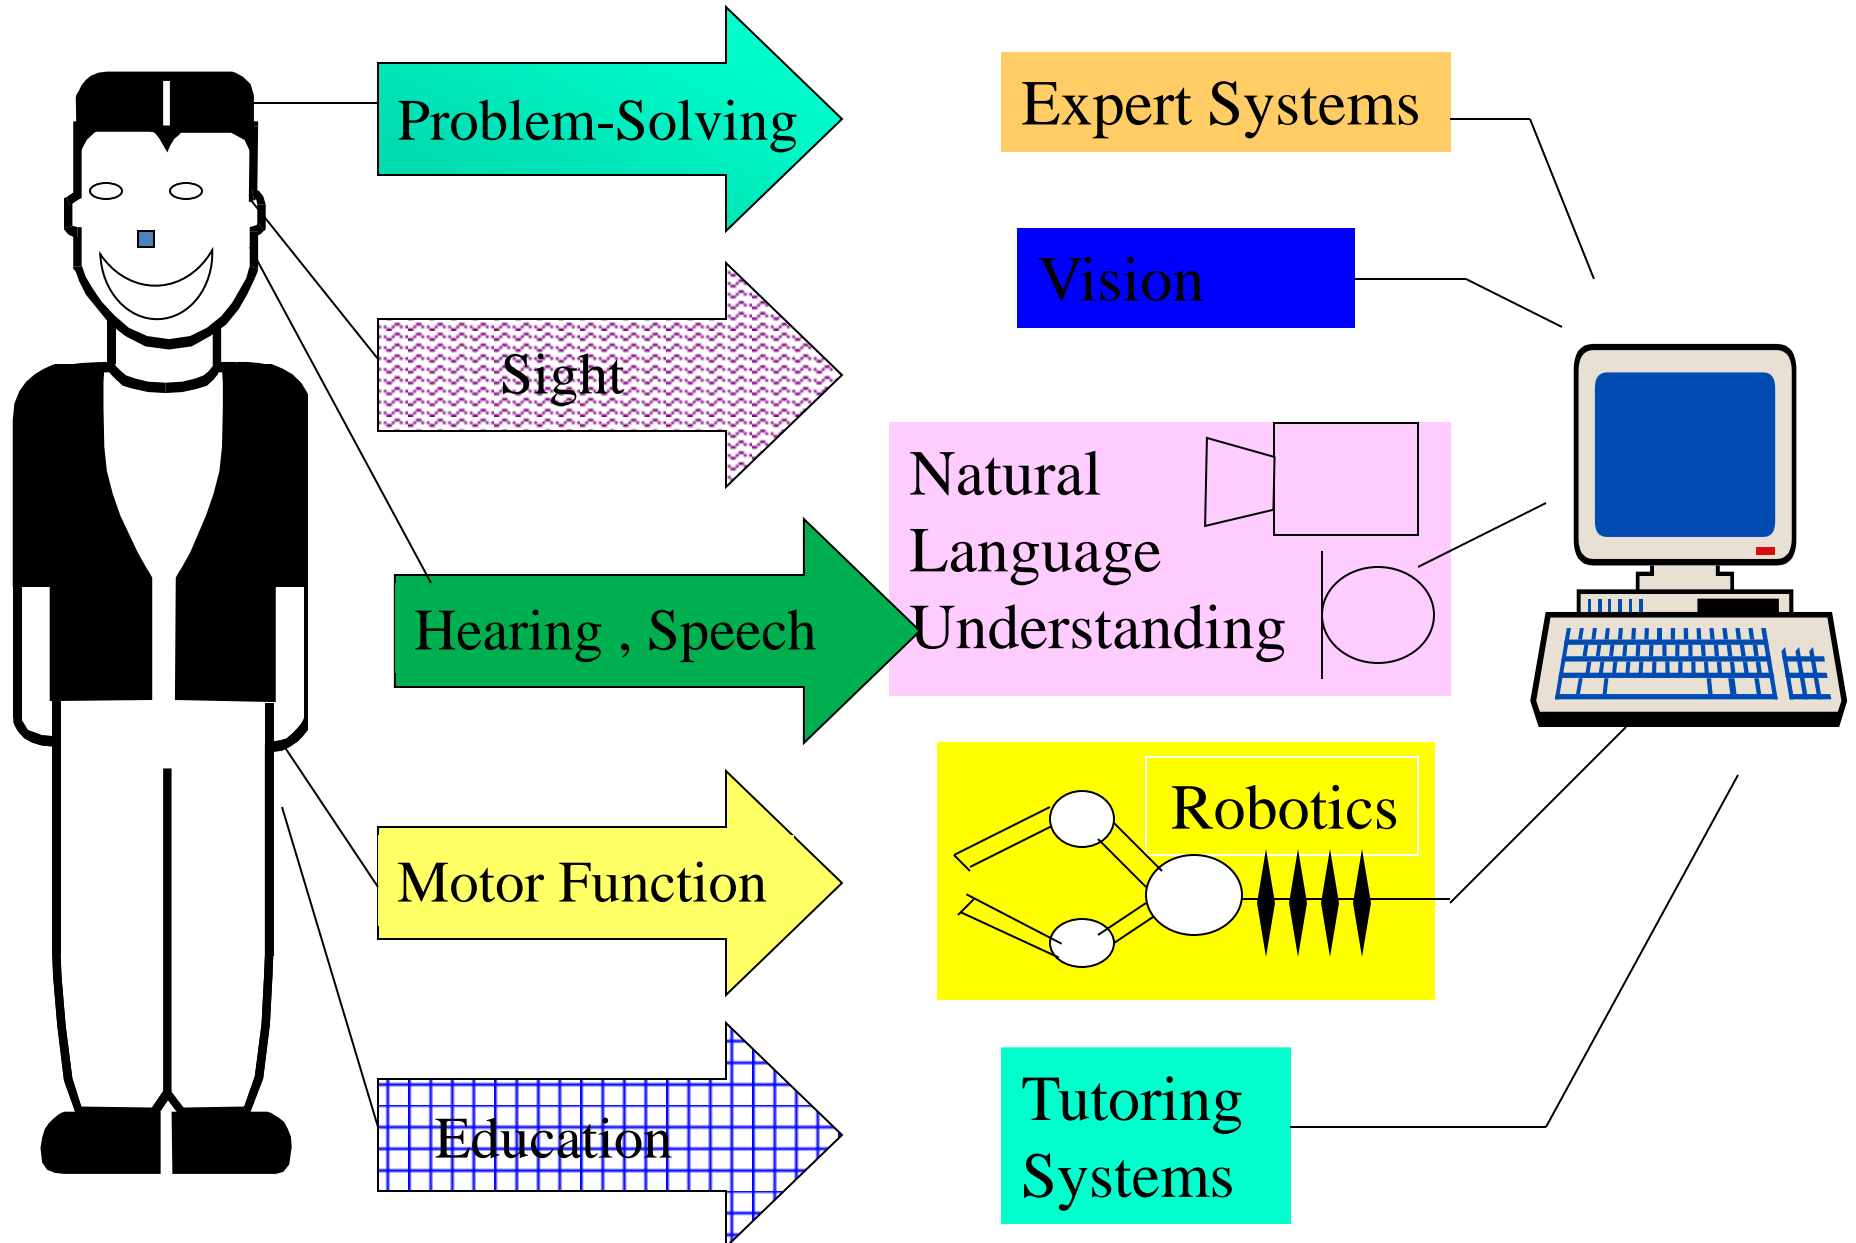 Problem-Solving
Expert Systems
Sight
Vision
Hearing , Speech
Natural
Language
Understanding
Motor Function
Robotics
Education
Tutoring
Systems